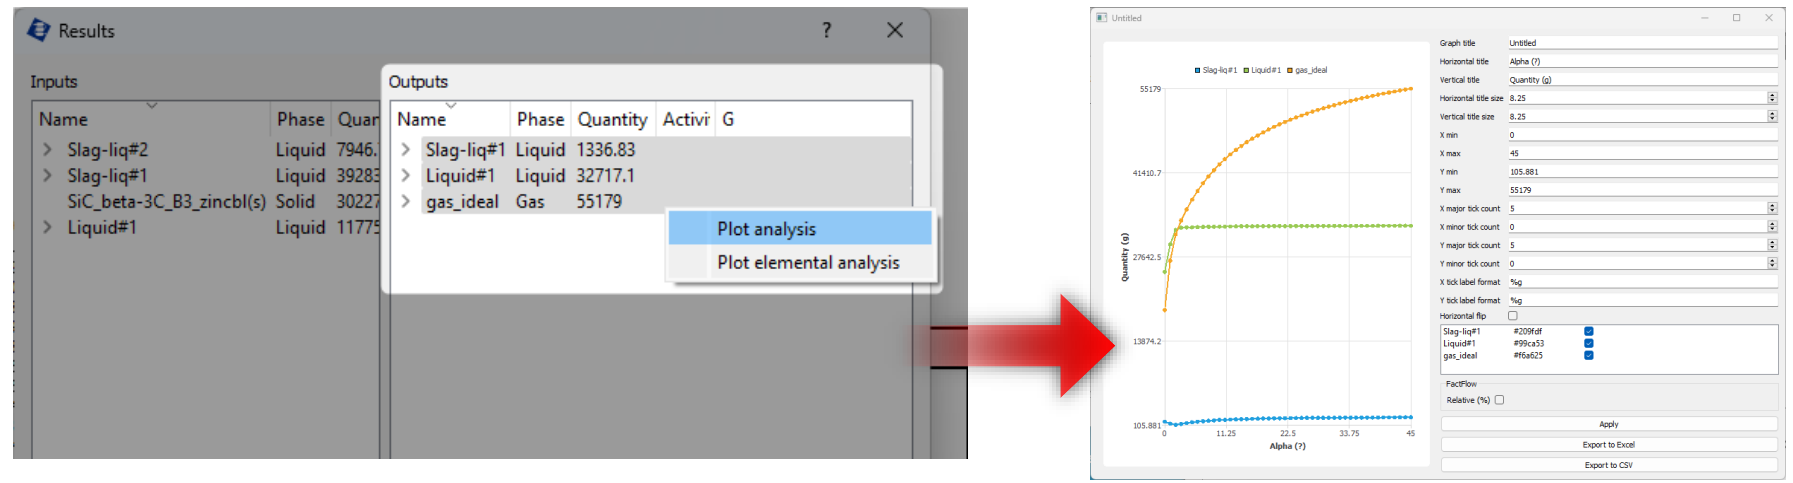 Results ?
Inputs
Name Phase Quar
Slag-liq#2 Liquid 7946.
Slag-liq#1 Liquid 39283
SiC_beta-3C_B3_zincbl(s) Solid 30227
Liquid#1 Liquid 11775
Outputs
Name Phase Quantity Activi G
Slag-liq#1 Liquid 1336.83
Liquid#1 Liquid 32717.1
gas_ideal Gas 55179
Plot analysis
Plot elemental analysis
Untitled
Slag-liq#1 Liquid#1 gas_ideal
55179
41410.7
27642.5
13874.2
105.881
Quantity (g)
0 11.25 22.5 33.75 45
Alpha (?)
Graph title Untitled
Horizontal title Alpha (?)
Vertical title Quantity (g)
Horizontal title size 8.25
Vertical title size 8.25
X min 0
X max 45
Y min 105.881
Y max 55179
X major tick count 5
X minor tick count 0
Y major tick count 5
Y minor tick count 0
X tick label format %g
Y tick label format %g
Horizontal flip
Slag-liq#1 #209fdf
Liquid#1 #99ca53
gas_ideal #f6a625
FactFlow
Relative (%)
Apply
Export to Excel
Export to CSV